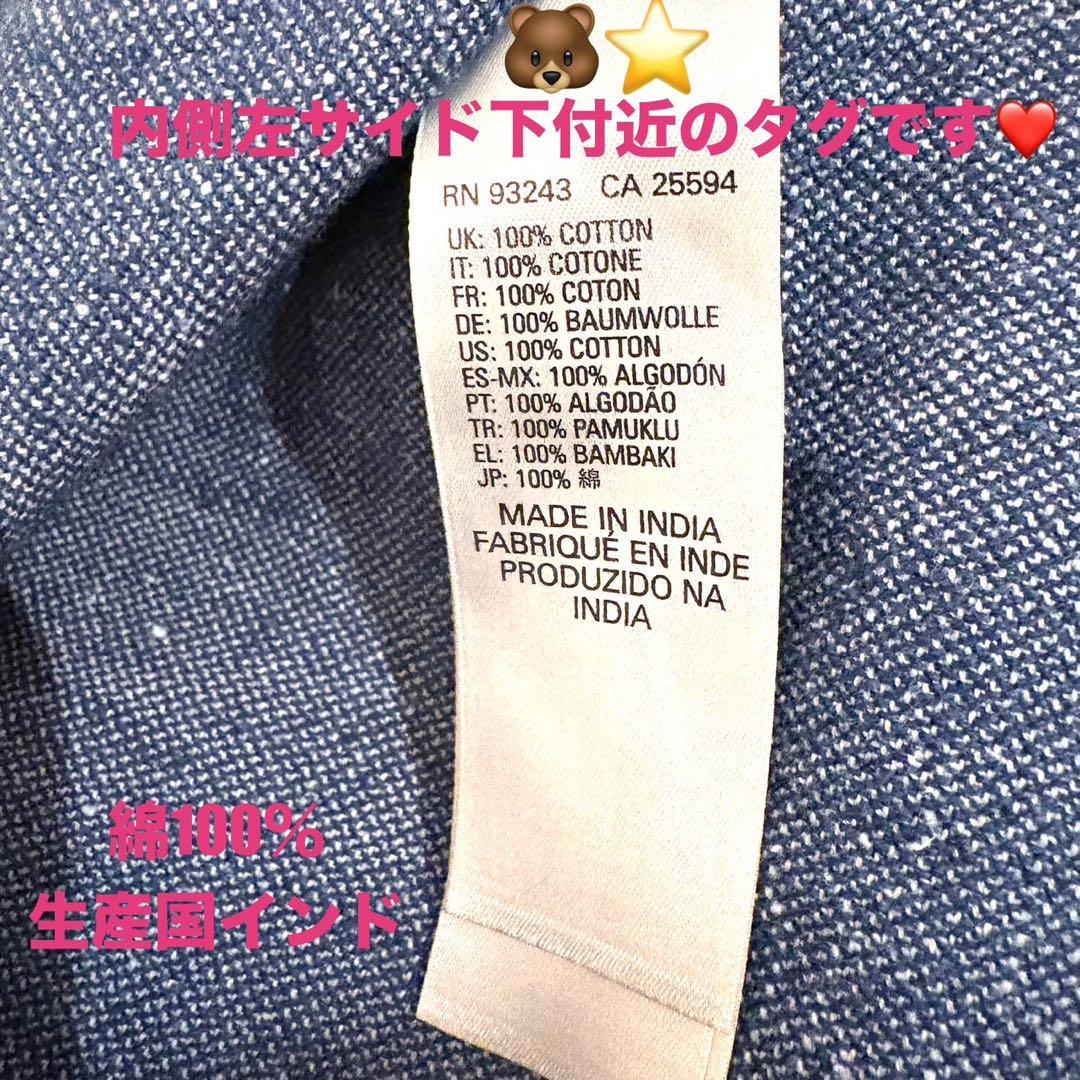 🐻⭐
内側左サイド下付近のタグです❤️
RN 93243 CA 25594
UK: 100% COTTON
IT: 100% COTONE
FR: 100% COTON
DE: 100% BAUMWOLLE
US: 100% COTTON
ES-MX: 100% ALGODÓN
PT: 100% ALGODÃO
TR: 100% PAMUKLU
EL: 100% BAMBAKI
JP: 100% 綿
MADE IN INDIA
FABRIQUÉ EN INDE
PRODUZIDO NA
INDIA
綿100%
生産国インド